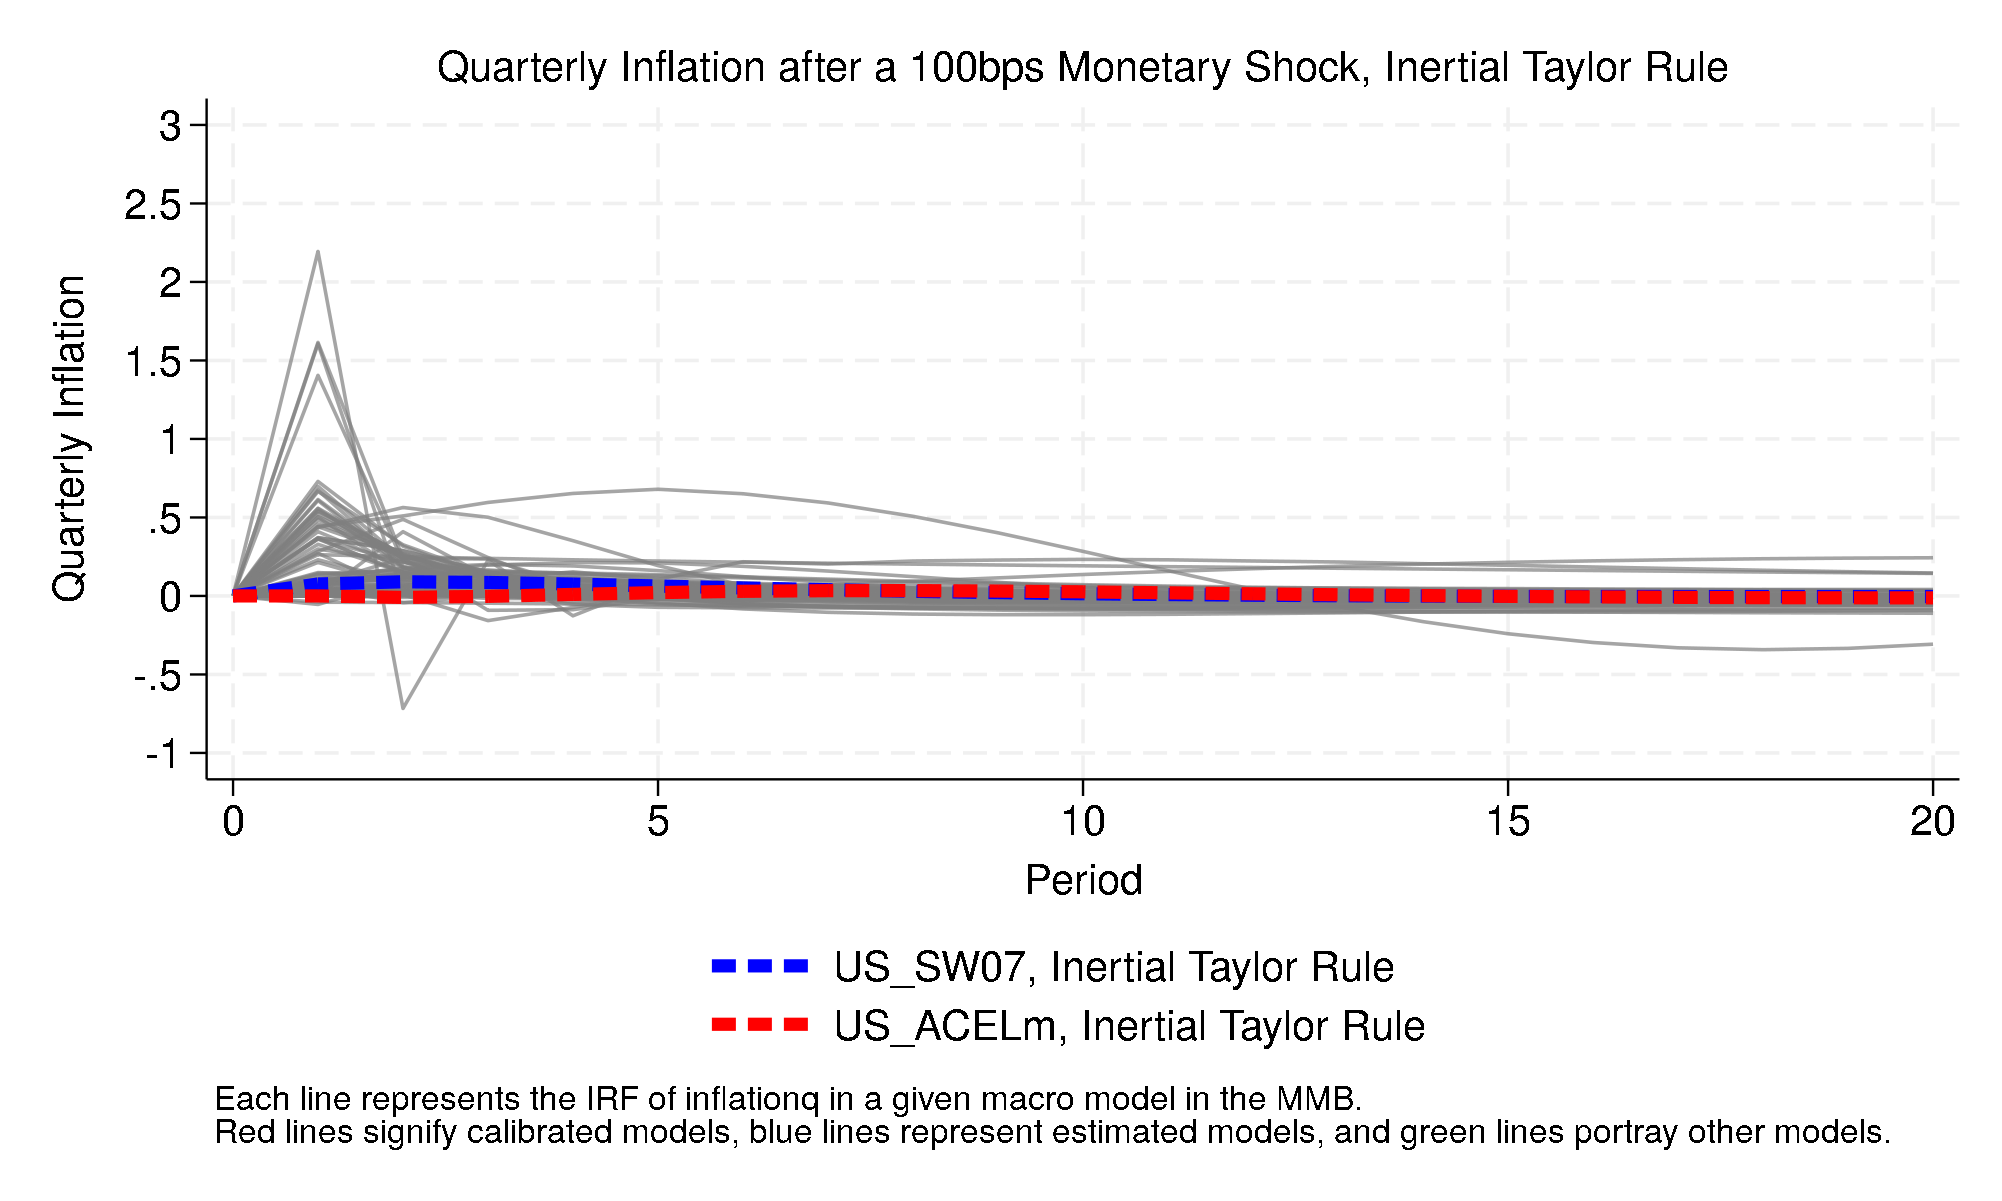 Quarterly Inflation after a 100bps Monetary Shock, Inertial Taylor Rule
Quarterly Inflation
3
2.5
2
1.5
1
.5
0
-.5
-1
0 5 10 15 20
Period
US_SW07, Inertial Taylor Rule
US_ACELm, Inertial Taylor Rule
Each line represents the IRF of inflationq in a given macro model in the MMB.
Red lines signify calibrated models, blue lines represent estimated models, and green lines portray other models.